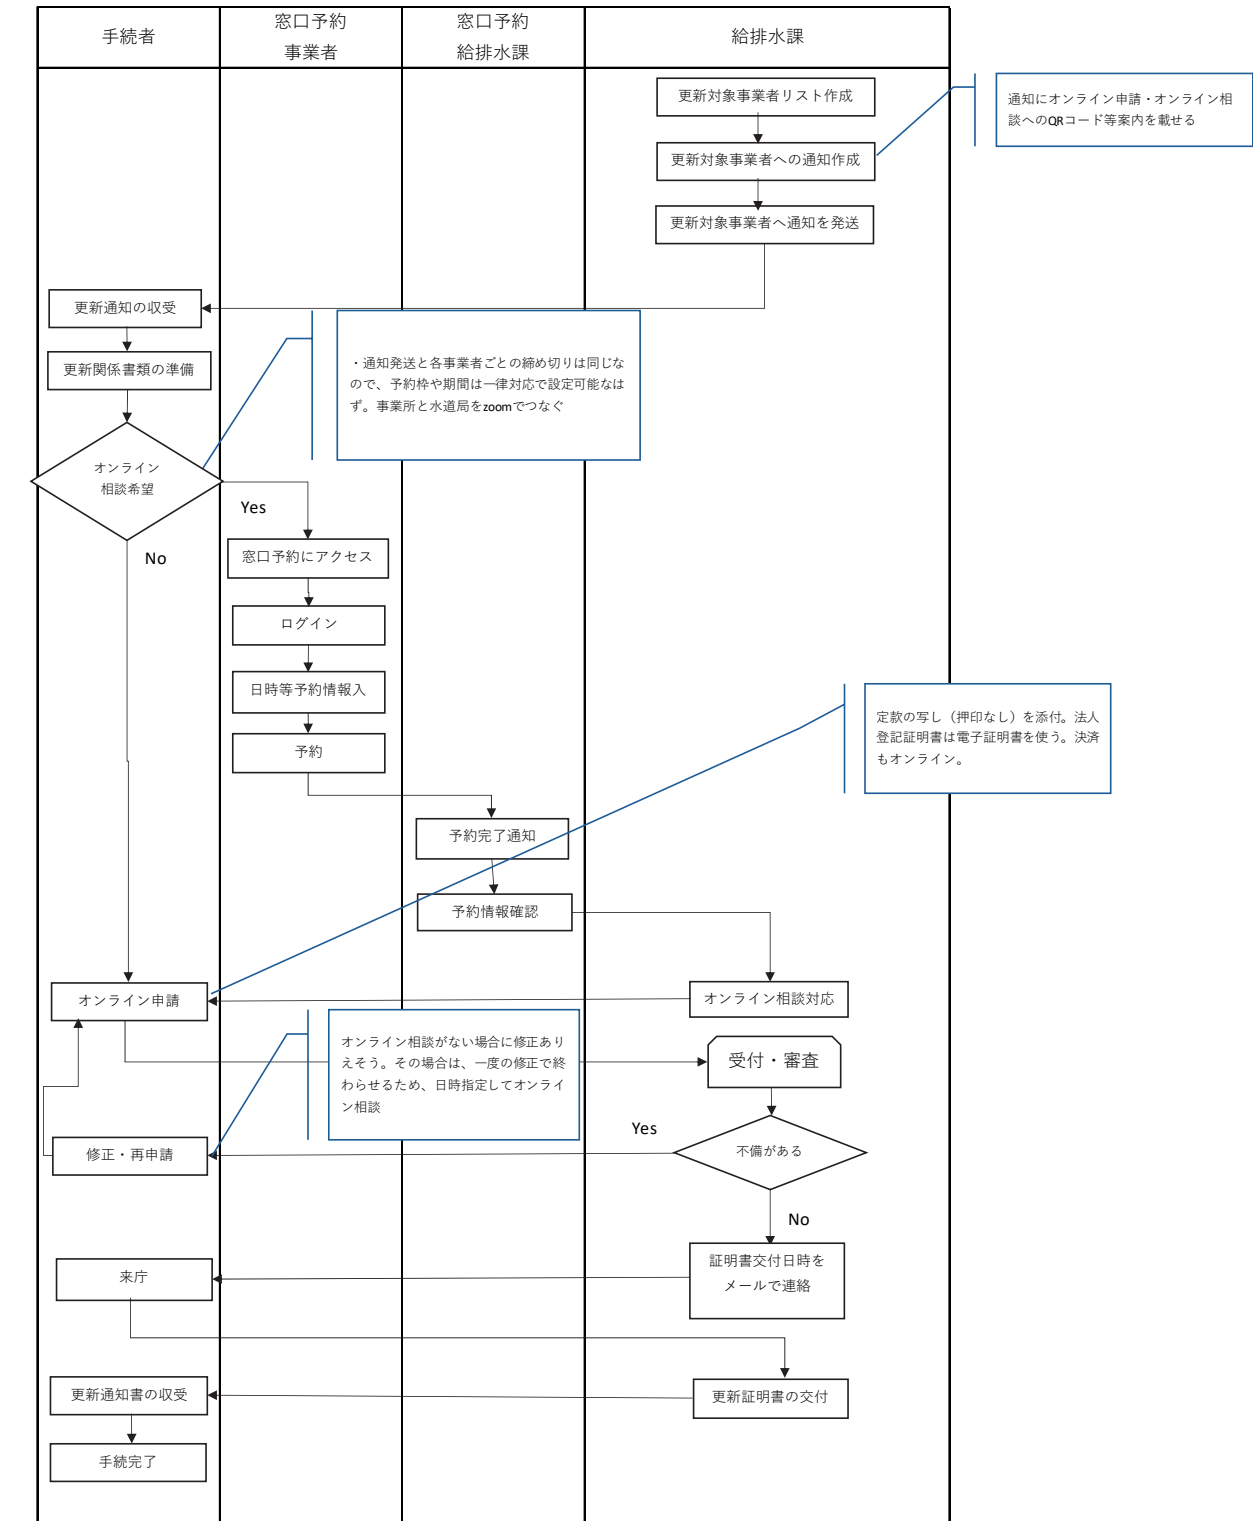 手続者
窓口予約
事業者
窓口予約
給排水課
給排水課
更新対象事業者リスト作成
通知にオンライン申請・オンライン相
談へのQRコード等案内を載せる
更新対象事業者への通知作成
更新対象事業者へ通知を発送
更新通知の収受
更新関係書類の準備
・通知発送と各事業者ごとの締め切りは同じな
ので、予約枠や期間は一律対応で設定可能なは
ず。事業所と水道局をzoomでつなぐ
オンライン
相談希望
Yes
No
窓口予約にアクセス
ログイン
日時等予約情報入
予約
定款の写し（押印なし）を添付。法人
登記証明書は電子証明書を使う。決済
もオンライン。
予約完了通知
予約情報確認
オンライン申請
オンライン相談対応
オンライン相談がない場合に修正あり
えそう。その場合は、一度の修正で終
わらせるため、日時指定してオンライ
ン相談
受付・審査
Yes
不備がある
修正・再申請
No
証明書交付日時を
メールで連絡
来庁
更新通知書の収受
更新証明書の交付
手続完了